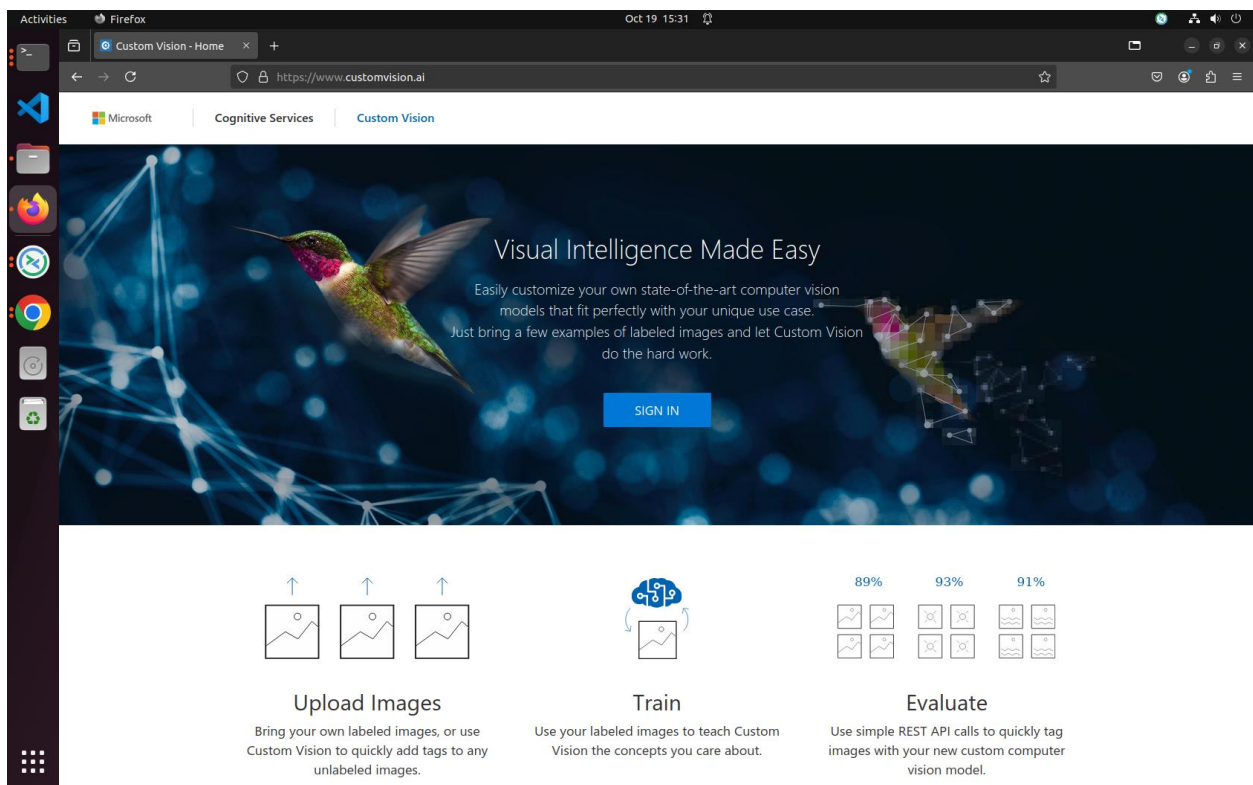 Activities Firefox Oct 19 15:31
Custom Vision - Home
https://www.customvision.ai
Microsoft Cognitive Services Custom Vision
Visual Intelligence Made Easy
Easily customize your own state-of-the-art computer vision
models that fit perfectly with your unique use case.
Just bring a few examples of labeled images and let Custom Vision
do the hard work.
SIGN IN
89% 93% 91%
Upload Images
Bring your own labeled images, or use
Custom Vision to quickly add tags to any
unlabeled images.
Train
Use your labeled images to teach Custom
Vision the concepts you care about.
Evaluate
Use simple REST API calls to quickly tag
images with your new custom computer
vision model.